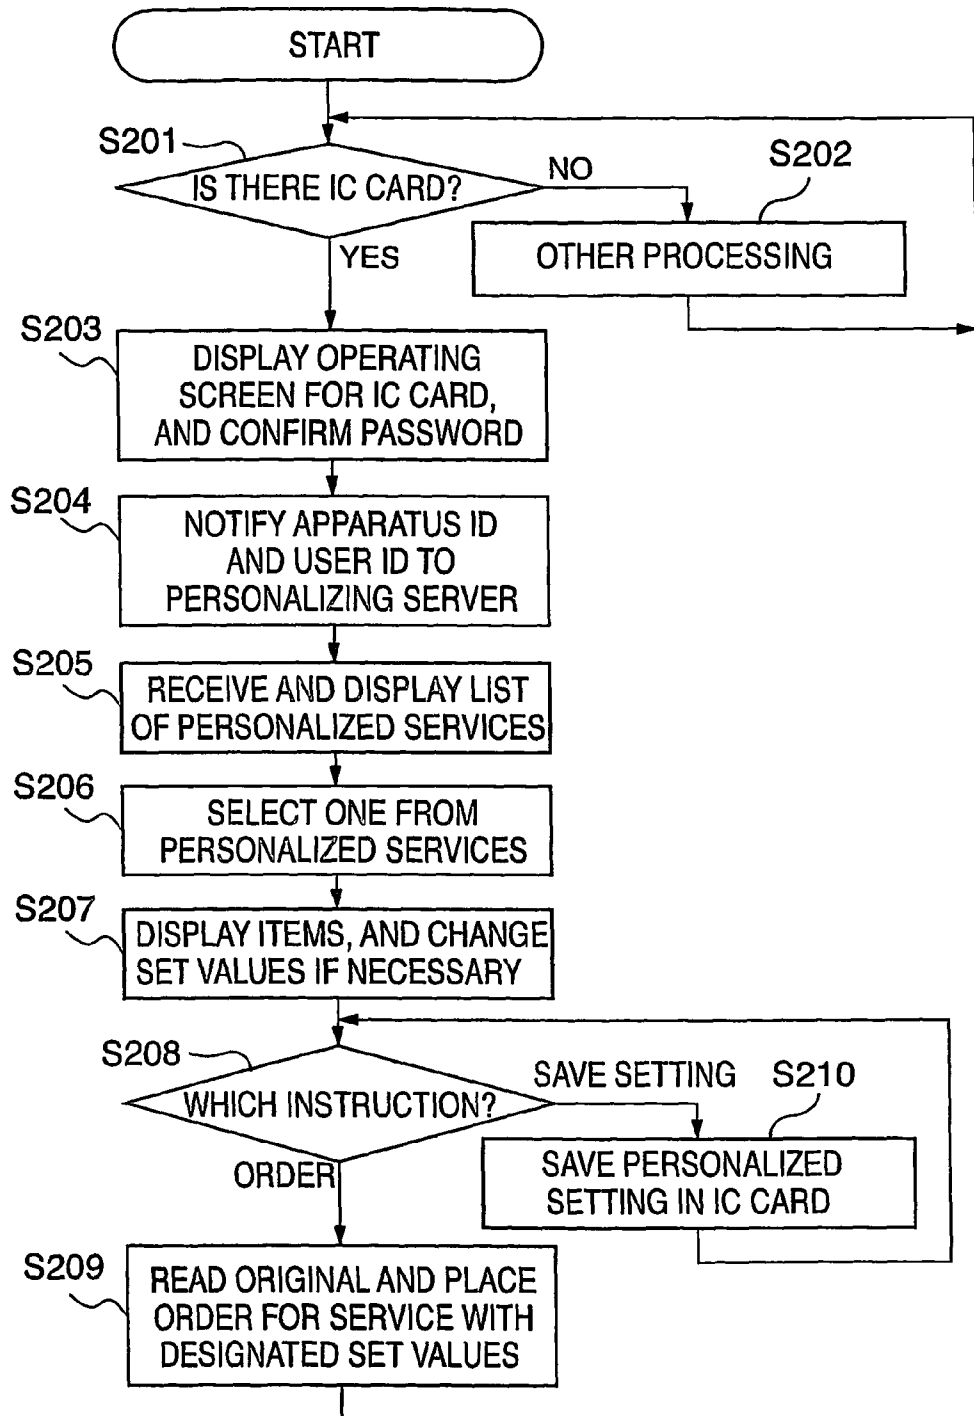 START
S201
IS THERE IC CARD?
NO
S202
OTHER PROCESSING
YES
S203
DISPLAY OPERATING
SCREEN FOR IC CARD,
AND CONFIRM PASSWORD
S204
NOTIFY APPARATUS ID
AND USER ID TO
PERSONALIZING SERVER
S205
RECEIVE AND DISPLAY LIST
OF PERSONALIZED SERVICES
S206
SELECT ONE FROM
PERSONALIZED SERVICES
S207
DISPLAY ITEMS, AND CHANGE
SET VALUES IF NECESSARY
S208
WHICH INSTRUCTION?
SAVE SETTING
S210
SAVE PERSONALIZED
SETTING IN IC CARD
ORDER
S209
READ ORIGINAL AND PLACE
ORDER FOR SERVICE WITH
DESIGNATED SET VALUES